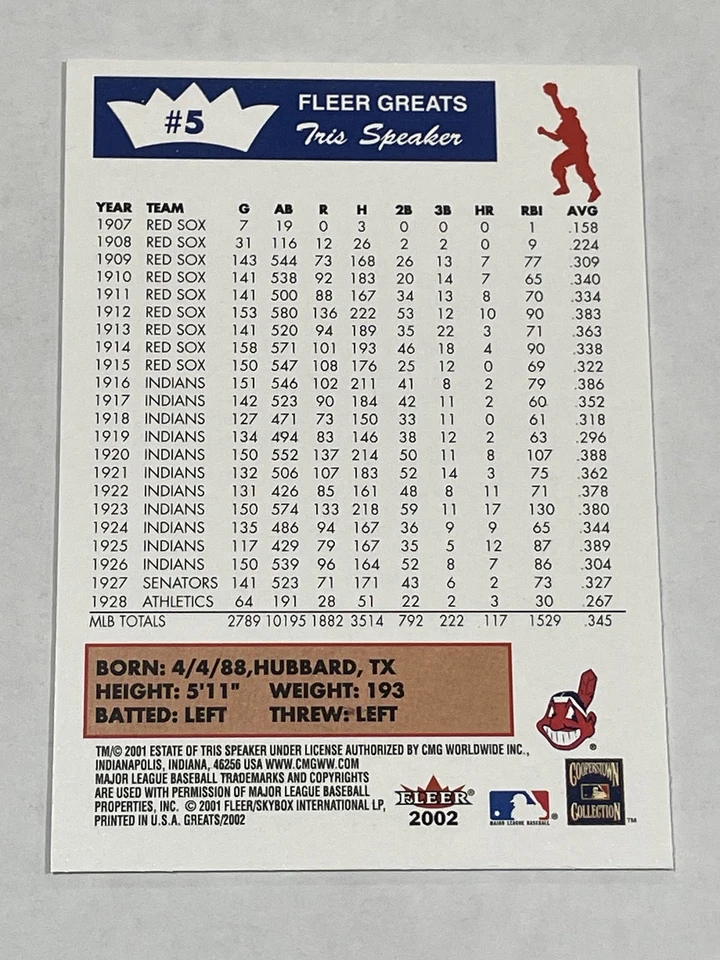 #5
FLEER GREATS
Tris Speaker
YEAR TEAM G AB R H 2B 3B HR RBI AVG
1907 RED SOX 7 19 0 3 0 0 0 1 .158
1908 RED SOX 31 116 12 26 2 2 0 9 .224
1909 RED SOX 143 544 73 168 26 13 7 77 .309
1910 RED SOX 141 538 92 183 20 14 7 65 .340
1911 RED SOX 141 500 88 167 34 13 8 70 .334
1912 RED SOX 153 580 136 222 53 12 10 90 .383
1913 RED SOX 141 520 94 189 35 22 3 71 .363
1914 RED SOX 158 571 101 193 46 18 4 90 .338
1915 RED SOX 150 547 108 176 25 12 0 69 .322
1916 INDIANS 151 546 102 211 41 8 2 79 .386
1917 INDIANS 142 523 90 184 42 11 2 60 .352
1918 INDIANS 127 471 73 150 33 11 0 61 .318
1919 INDIANS 134 494 83 146 38 12 2 63 .296
1920 INDIANS 150 552 137 214 50 11 8 107 .388
1921 INDIANS 132 506 107 183 52 14 3 75 .362
1922 INDIANS 131 426 85 161 48 8 11 71 .378
1923 INDIANS 150 574 133 218 59 11 17 130 .380
1924 INDIANS 135 486 94 167 36 9 9 65 .344
1925 INDIANS 117 429 79 167 35 5 12 87 .389
1926 INDIANS 150 539 96 164 52 8 7 86 .304
1927 SENATORS 141 523 71 171 43 6 2 73 .327
1928 ATHLETICS 64 191 28 51 22 2 3 30 .267
MLB TOTALS 2789 10195 1882 3514 792 222 117 1529 .345
BORN: 4/4/88,HUBBARD, TX
HEIGHT: 5'11" WEIGHT: 193
BATTED: LEFT THREW: LEFT
TM/© 2001 ESTATE OF TRIS SPEAKER UNDER LICENSE AUTHORIZED BY CMG WORLDWIDE INC.,
INDIANAPOLIS, INDIANA, 46256 USA WWW.CMGWW.COM
MAJOR LEAGUE BASEBALL TRADEMARKS AND COPYRIGHTS
ARE USED WITH PERMISSION OF MAJOR LEAGUE BASEBALL
PROPERTIES, INC. © 2001 FLEER/SKYBOX INTERNATIONAL LP,
PRINTED IN U.S.A. GREATS/2002
®
FLEER®
2002
MAJOR LEAGUE BASEBALL ®
COOPERSTOWN
COLLECTION
TM